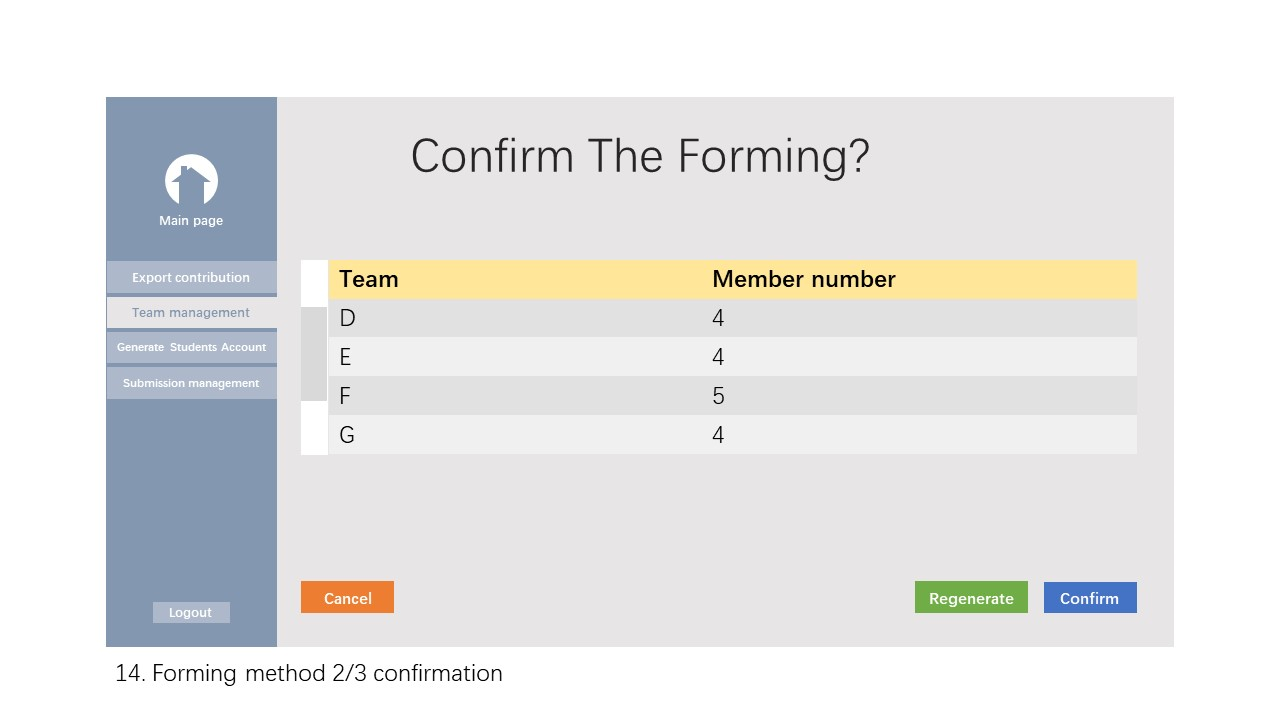 Confirm The Forming?
Main page
Export contribution
Team management
Generate Students Account
Submission management
Logout
Team Member number
D 4
E 4
F 5
G 4
Cancel Regenerate Confirm
14. Forming method 2/3 confirmation